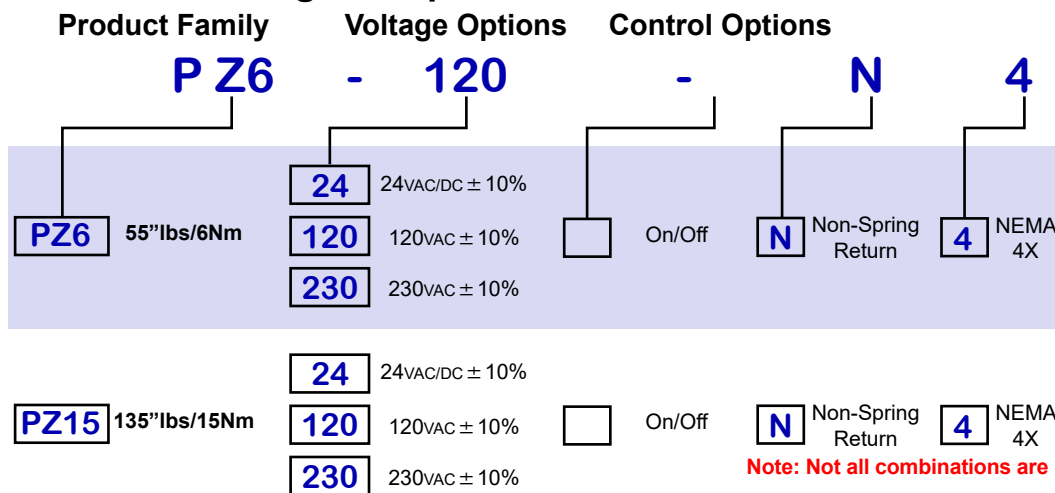 Product Family Voltage Options Control Options
P Z6 - 120 - N 4
24 24VAC/DC ± 10%
PZ6 55”lbs/6Nm 120 120VAC ± 10% On/Off N Non-Spring Return 4 NEMA 4X
230 230VAC ± 10%
24 24VAC/DC ± 10%
PZ15 135”lbs/15Nm 120 120VAC ± 10% On/Off N Non-Spring Return 4 NEMA 4X
Note: Not all combinations are
230 230VAC ± 10%